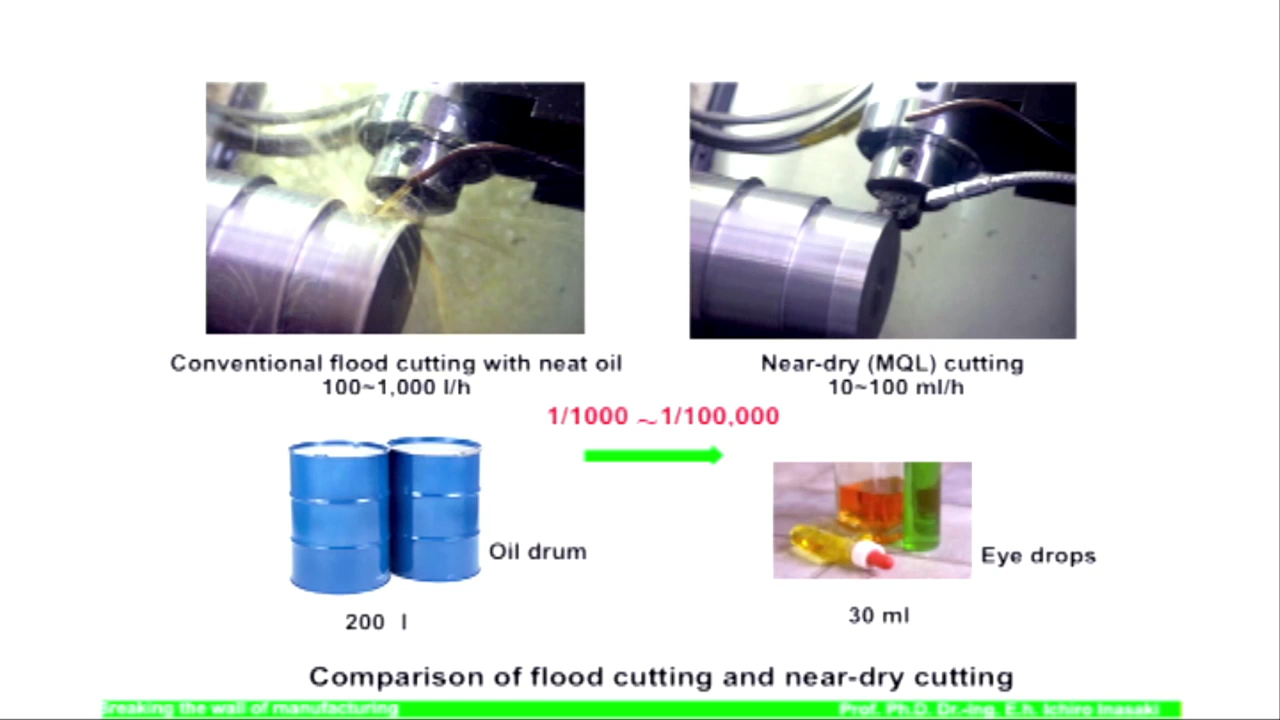 Conventional flood cutting with neat oil
100~1,000 l/h
Near-dry (MQL) cutting
10~100 ml/h
1/1000 ~1/100,000
Oil drum
Eye drops
200 l
30 ml
Comparison of flood cutting and near-dry cutting
Breaking the wall of manufacturing
Prof. Ph.D. Dr.-Ing. E.h. Ichiro Inasaki